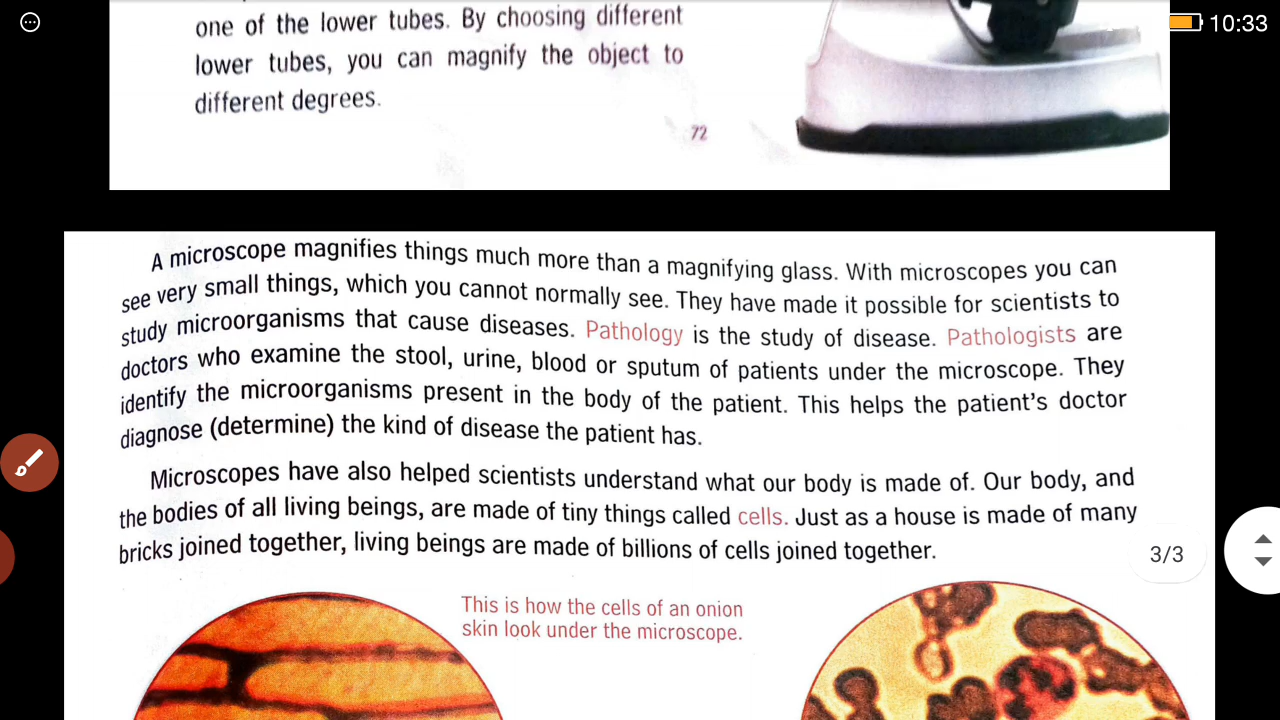 10:33
one of the lower tubes. By choosing different
lower tubes, you can magnify the object to
different degrees.
72
A microscope magnifies things much more than a magnifying glass. With microscopes you can
see very small things, which you cannot normally see. They have made it possible for scientists to
study microorganisms that cause diseases. Pathology is the study of disease. Pathologists are
doctors who examine the stool, urine, blood or sputum of patients under the microscope. They
identify the microorganisms present in the body of the patient. This helps the patient's doctor
diagnose (determine) the kind of disease the patient has.
Microscopes have also helped scientists understand what our body is made of. Our body, and
the bodies of all living beings, are made of tiny things called cells. Just as a house is made of many
bricks joined together, living beings are made of billions of cells joined together.
3/3
This is how the cells of an onion
skin look under the microscope.